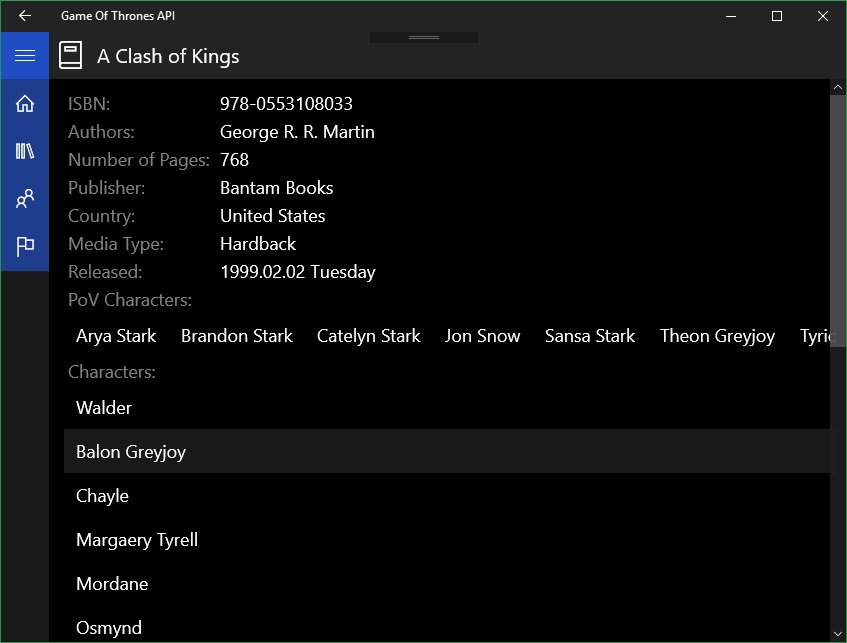 Game Of Thrones API
A Clash of Kings
ISBN: 978-0553108033
Authors: George R. R. Martin
Number of Pages: 768
Publisher: Bantam Books
Country: United States
Media Type: Hardback
Released: 1999.02.02 Tuesday
PoV Characters:
Arya Stark Brandon Stark Catelyn Stark Jon Snow Sansa Stark Theon Greyjoy
Characters:
Walder
Balon Greyjoy
Chayle
Margaery Tyrell
Mordane
Osmynd